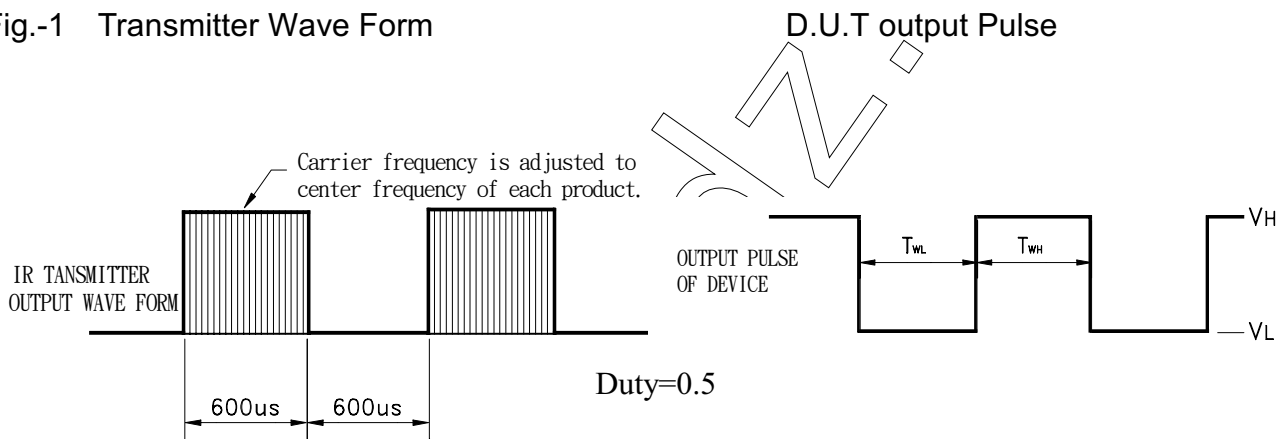 Fig.-1 Transmitter Wave Form
D.U.T output Pulse
Carrier frequency is adjusted to
center frequency of each product.
IR TANSMITTER
OUTPUT WAVE FORM
600us
600us
Duty=0.5
OUTPUT PULSE
OF DEVICE
TWL
TWH
VH
VL